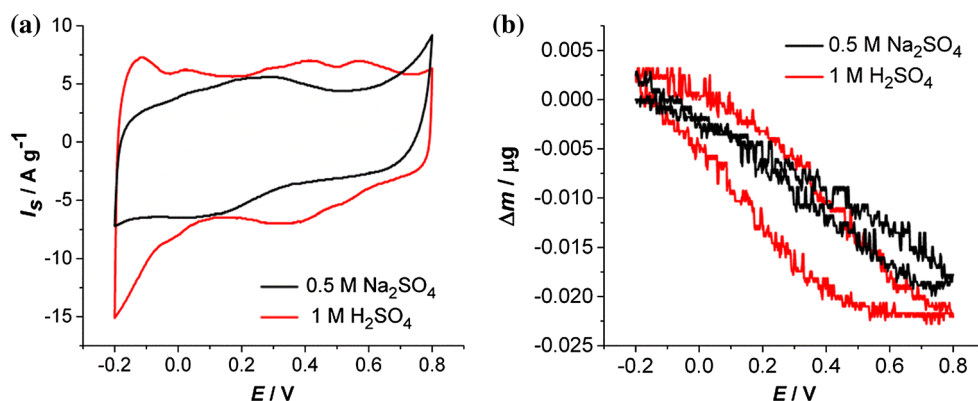 (a)
10
5
0
-5
-10
-15
I_S / A g⁻¹
0.5 M Na₂SO₄
1 M H₂SO₄
-0.2 0.0 0.2 0.4 0.6 0.8
E / V
(b)
0.005
0.000
-0.005
-0.010
-0.015
-0.020
-0.025
Δm / µg
0.5 M Na₂SO₄
1 M H₂SO₄
-0.2 0.0 0.2 0.4 0.6 0.8
E / V